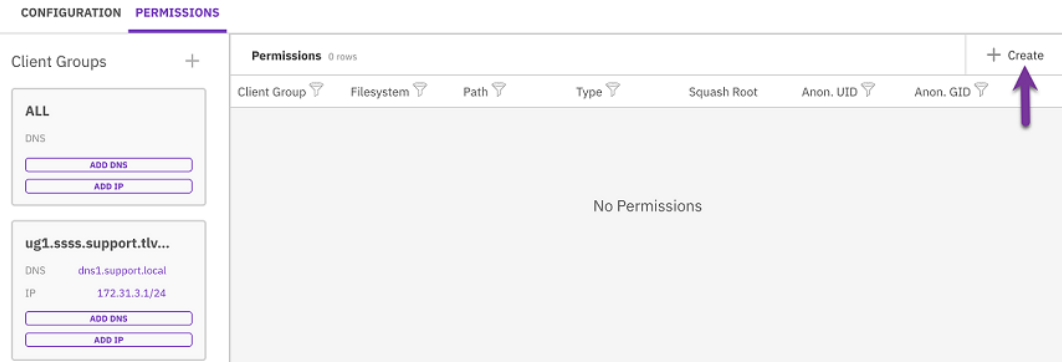 CONFIGURATION PERMISSIONS
Client Groups
ALL
DNS
ADD DNS
ADD IP
ug1.ssss.support.tlv...
DNS dns1.support.local
IP 172.31.3.1/24
ADD DNS
ADD IP
Permissions 0 rows
Create
Client Group Filesystem Path Type Squash Root Anon. UID Anon. GID
No Permissions